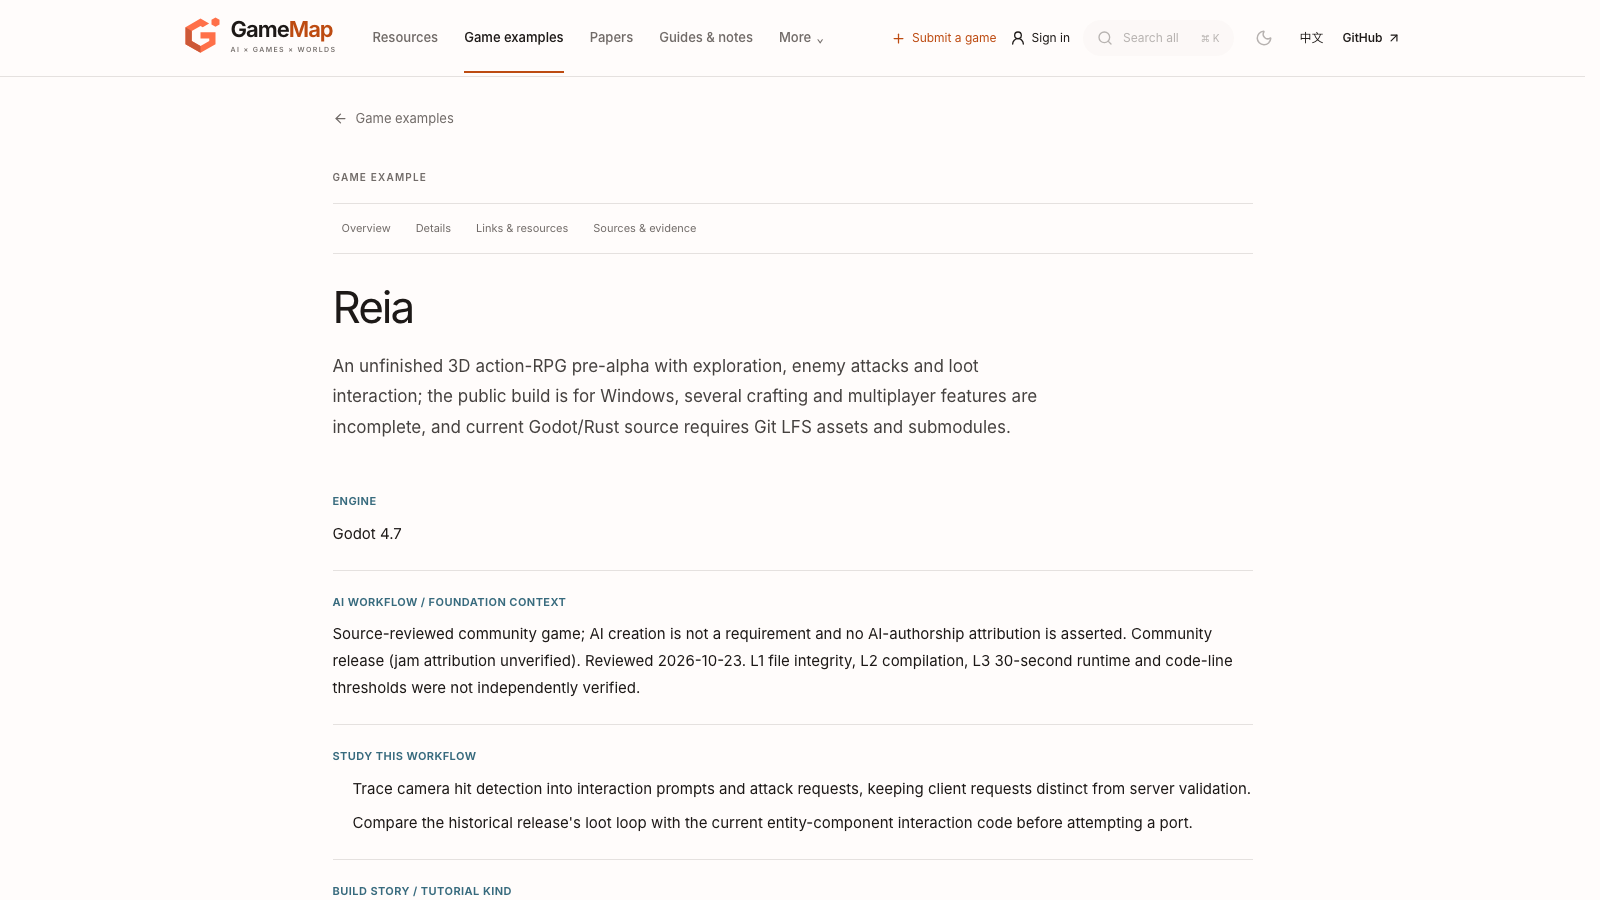 GameMap
AI × GAMES × WORLDS
Resources
Game examples
Papers
Guides & notes
More
Submit a game
Sign in
Search all
⌘ K
中文
GitHub
Game examples
GAME EXAMPLE
Overview
Details
Links & resources
Sources & evidence
Reia
An unfinished 3D action-RPG pre-alpha with exploration, enemy attacks and loot
interaction; the public build is for Windows, several crafting and multiplayer features are
incomplete, and current Godot/Rust source requires Git LFS assets and submodules.
ENGINE
Godot 4.7
AI WORKFLOW / FOUNDATION CONTEXT
Source-reviewed community game; AI creation is not a requirement and no AI-authorship attribution is asserted. Community
release (jam attribution unverified). Reviewed 2026-10-23. L1 file integrity, L2 compilation, L3 30-second runtime and code-line
thresholds were not independently verified.
STUDY THIS WORKFLOW
Trace camera hit detection into interaction prompts and attack requests, keeping client requests distinct from server validation.
Compare the historical release's loot loop with the current entity-component interaction code before attempting a port.
BUILD STORY / TUTORIAL KIND